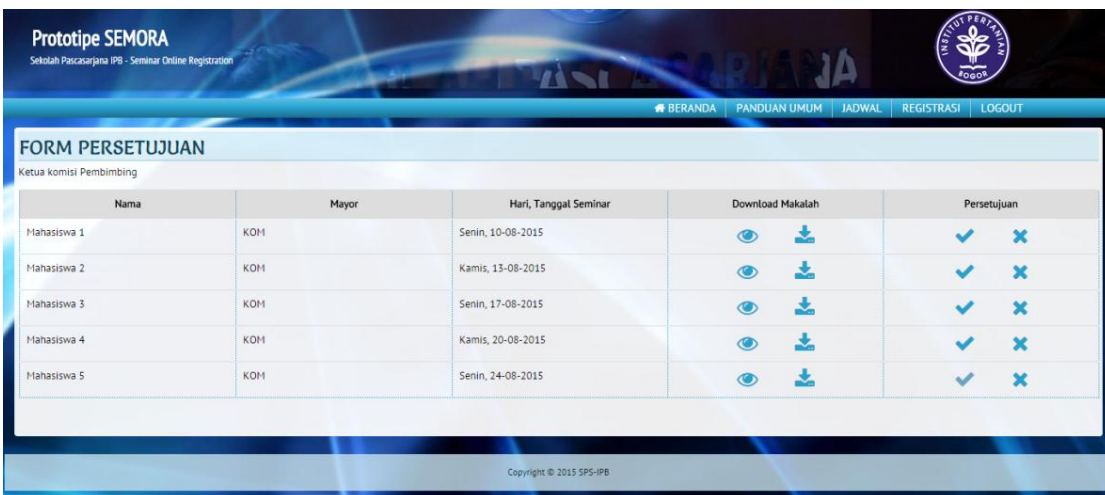 Prototipe SEMORA
Sekolah Pascasarjana IPB - Seminar Online Registration
INSTITUT PERTANIAN BOGOR
BERANDA PANDUAN UMUM JADWAL REGISTRASI LOGOUT
FORM PERSETUJUAN
Ketua komisi Pembimbing
Nama Mayor Hari, Tanggal Seminar Download Makalah Persetujuan
Mahasiswa 1 KOM Senin, 10-08-2015
Mahasiswa 2 KOM Kamis, 13-08-2015
Mahasiswa 3 KOM Senin, 17-08-2015
Mahasiswa 4 KOM Kamis, 20-08-2015
Mahasiswa 5 KOM Senin, 24-08-2015
Copyright © 2015 SPS-IPB